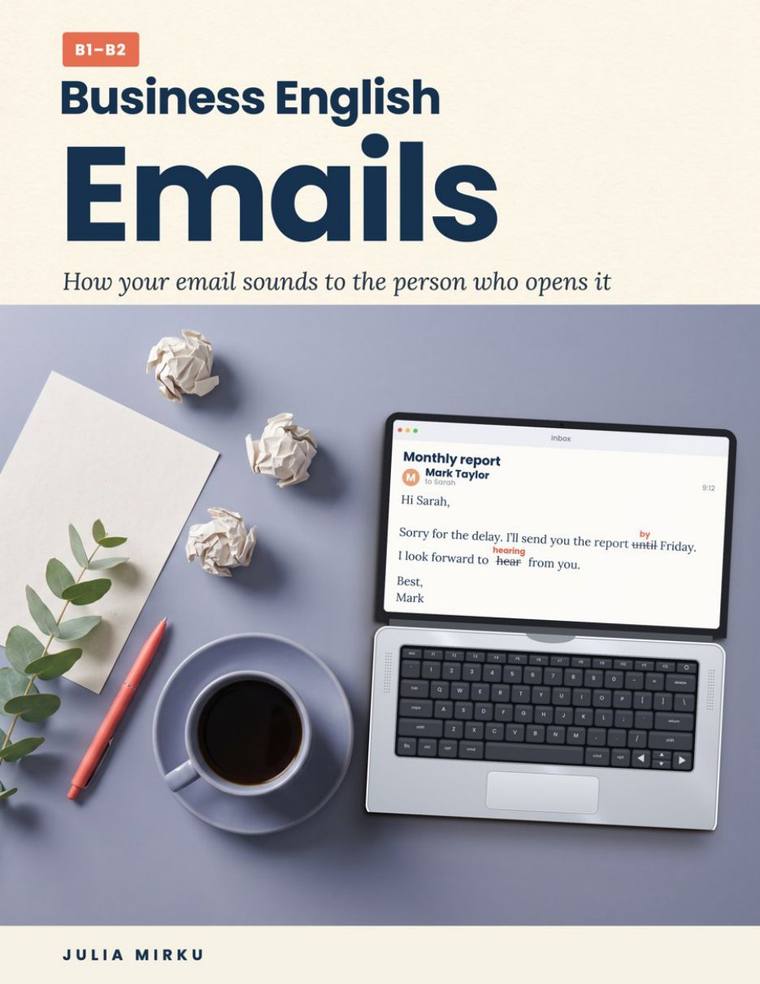 B1–B2
Business English
Emails
How your email sounds to the person who opens it
Inbox
Monthly report
M
Mark Taylor
to Sarah
9:12
Hi Sarah,
by
Sorry for the delay. I'll send you the report until Friday.
hearing
I look forward to hear from you.
Best,
Mark
JULIA MIRKU